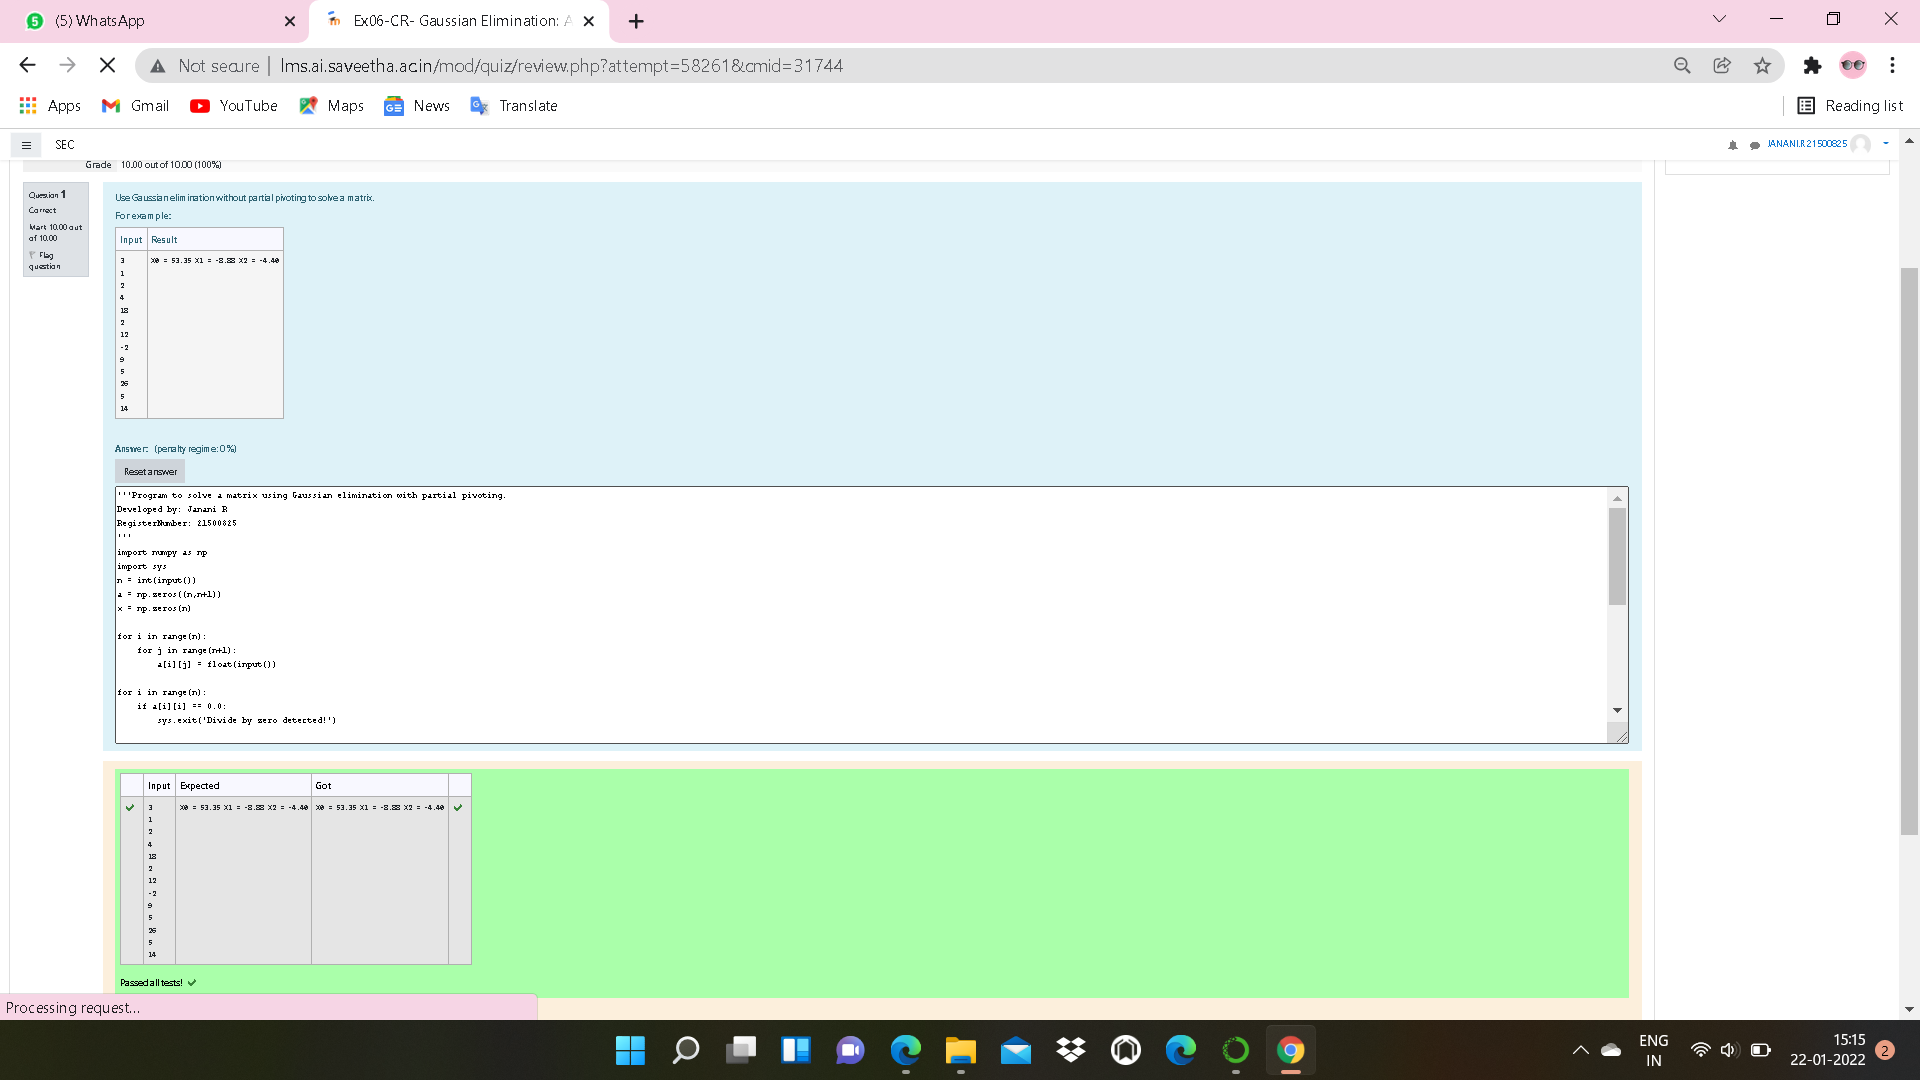 (5) WhatsApp
Ex06-CR- Gaussian Elimination: A
Not secure | lms.ai.saveetha.ac.in/mod/quiz/review.php?attempt=58261&cmid=31744
Apps Gmail YouTube Maps News Translate Reading list
SEC JANANI.R 21500825
Grade 10.00 out of 10.00 (100%)
Question 1
Correct
Mark 10.00 out
of 10.00
Flag
question
Use Gaussian elimination without partial pivoting to solve a matrix.
For example:
Input Result
3 X0 = 53.35 X1 = -8.88 X2 = -4.40
1
2
4
18
2
12
-2
9
5
26
5
14
Answer: (penalty regime: 0 %)
Reset answer
'''Program to solve a matrix using Gaussian elimination with partial pivoting.
Developed by: Janani R
RegisterNumber: 21500825
'''
import numpy as np
import sys
n = int(input())
a = np.zeros((n,n+1))
x = np.zeros(n)
for i in range(n):
for j in range(n+1):
a[i][j] = float(input())
for i in range(n):
if a[i][i] == 0.0:
sys.exit('Divide by zero detected!')
Input Expected Got
3 X0 = 53.35 X1 = -8.88 X2 = -4.40 X0 = 53.35 X1 = -8.88 X2 = -4.40
1
2
4
18
2
12
-2
9
5
26
5
14
Passed all tests!
Processing request...
ENG
IN
15:15
22-01-2022
2